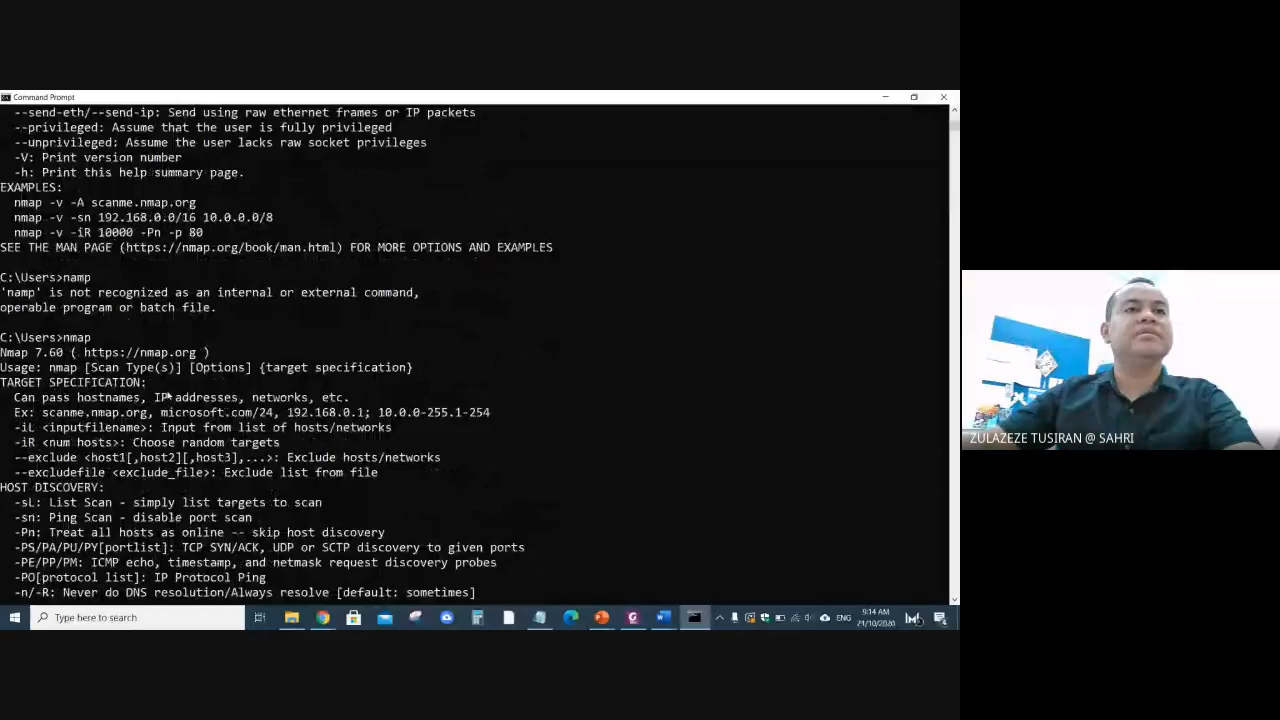 Command Prompt
--send-eth/--send-ip: Send using raw ethernet frames or IP packets
--privileged: Assume that the user is fully privileged
--unprivileged: Assume the user lacks raw socket privileges
-V: Print version number
-h: Print this help summary page.
EXAMPLES:
nmap -v -A scanme.nmap.org
nmap -v -sn 192.168.0.0/16 10.0.0.0/8
nmap -v -iR 10000 -Pn -p 80
SEE THE MAN PAGE (https://nmap.org/book/man.html) FOR MORE OPTIONS AND EXAMPLES
C:\Users>namp
'namp' is not recognized as an internal or external command,
operable program or batch file.
C:\Users>nmap
Nmap 7.60 ( https://nmap.org )
Usage: nmap [Scan Type(s)] [Options] {target specification}
TARGET SPECIFICATION:
Can pass hostnames, IP addresses, networks, etc.
Ex: scanme.nmap.org, microsoft.com/24, 192.168.0.1; 10.0.0-255.1-254
-iL <inputfilename>: Input from list of hosts/networks
-iR <num hosts>: Choose random targets
--exclude <host1[,host2][,host3],...>: Exclude hosts/networks
--excludefile <exclude_file>: Exclude list from file
HOST DISCOVERY:
-sL: List Scan - simply list targets to scan
-sn: Ping Scan - disable port scan
-Pn: Treat all hosts as online -- skip host discovery
-PS/PA/PU/PY[portlist]: TCP SYN/ACK, UDP or SCTP discovery to given ports
-PE/PP/PM: ICMP echo, timestamp, and netmask request discovery probes
-PO[protocol list]: IP Protocol Ping
-n/-R: Never do DNS resolution/Always resolve [default: sometimes]
Type here to search
ENG
9:14 AM
21/10/2020
ZULAZEZE TUSIRAN @ SAHRI